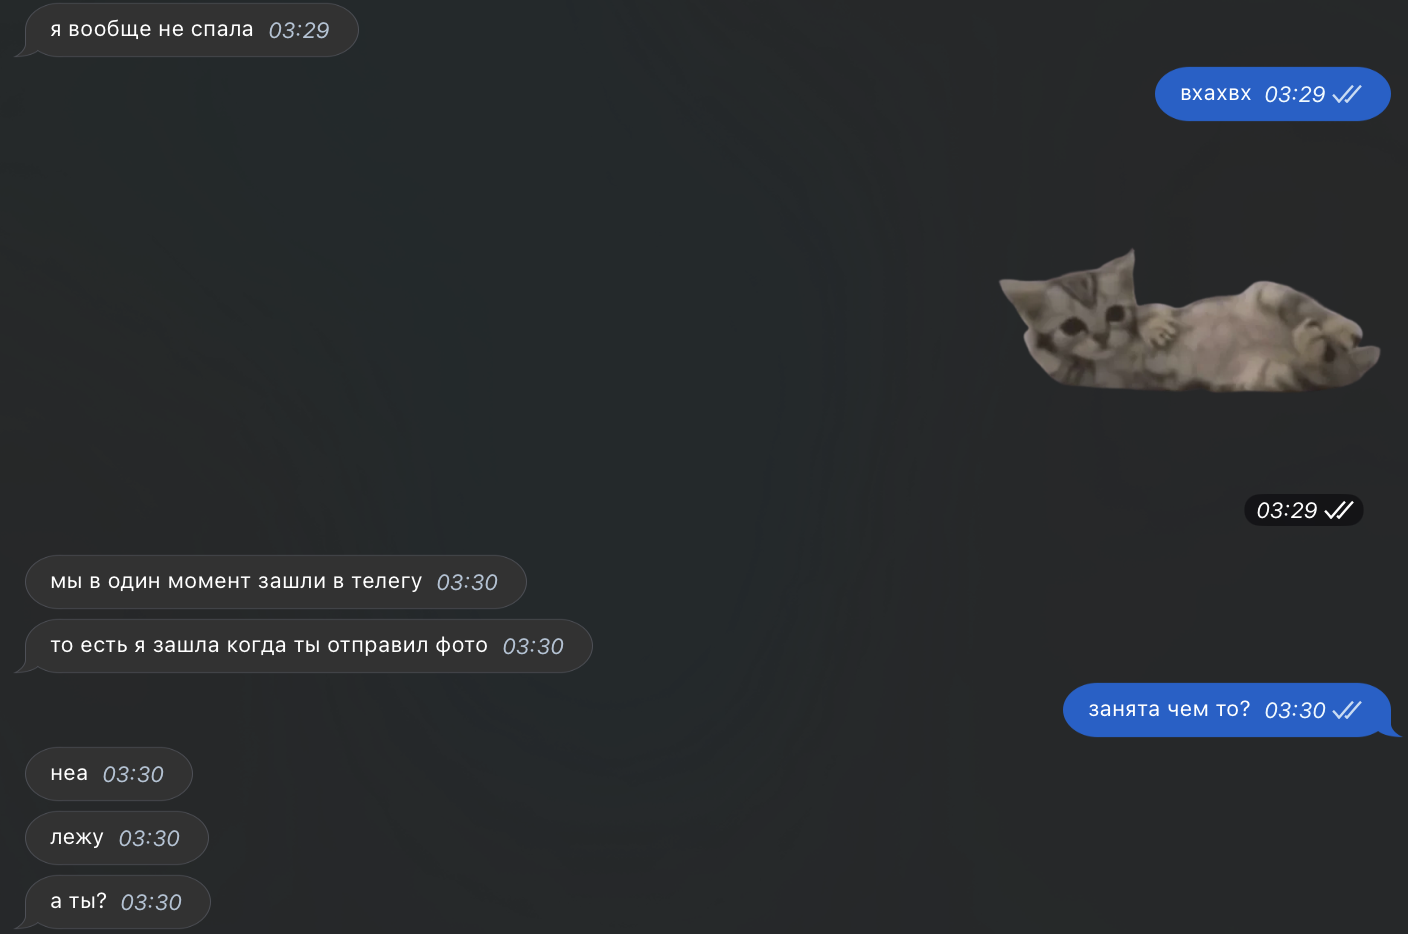 я вообще не спала 03:29
вхахвх 03:29
03:29
мы в один момент зашли в телегу 03:30
то есть я зашла когда ты отправил фото 03:30
занята чем то? 03:30
неа 03:30
лежу 03:30
а ты? 03:30